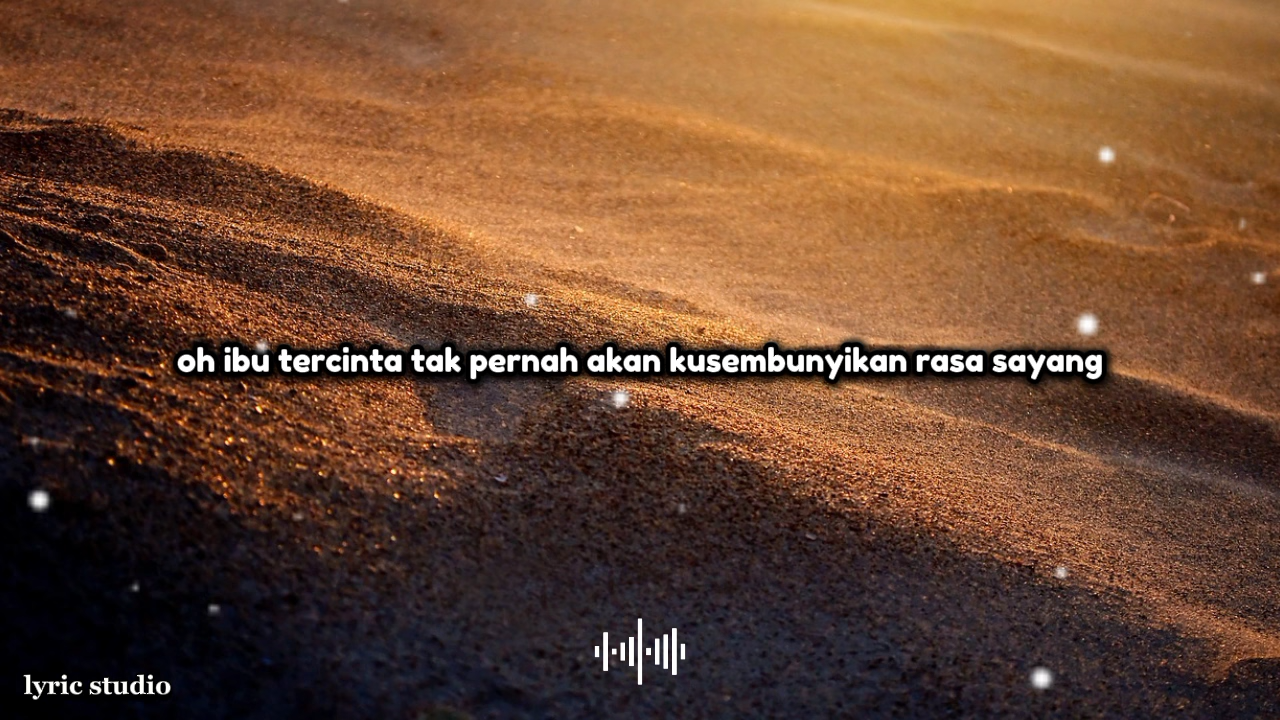 oh ibu tercinta tak pernah akan kusembunyikan rasa sayang
lyric studio